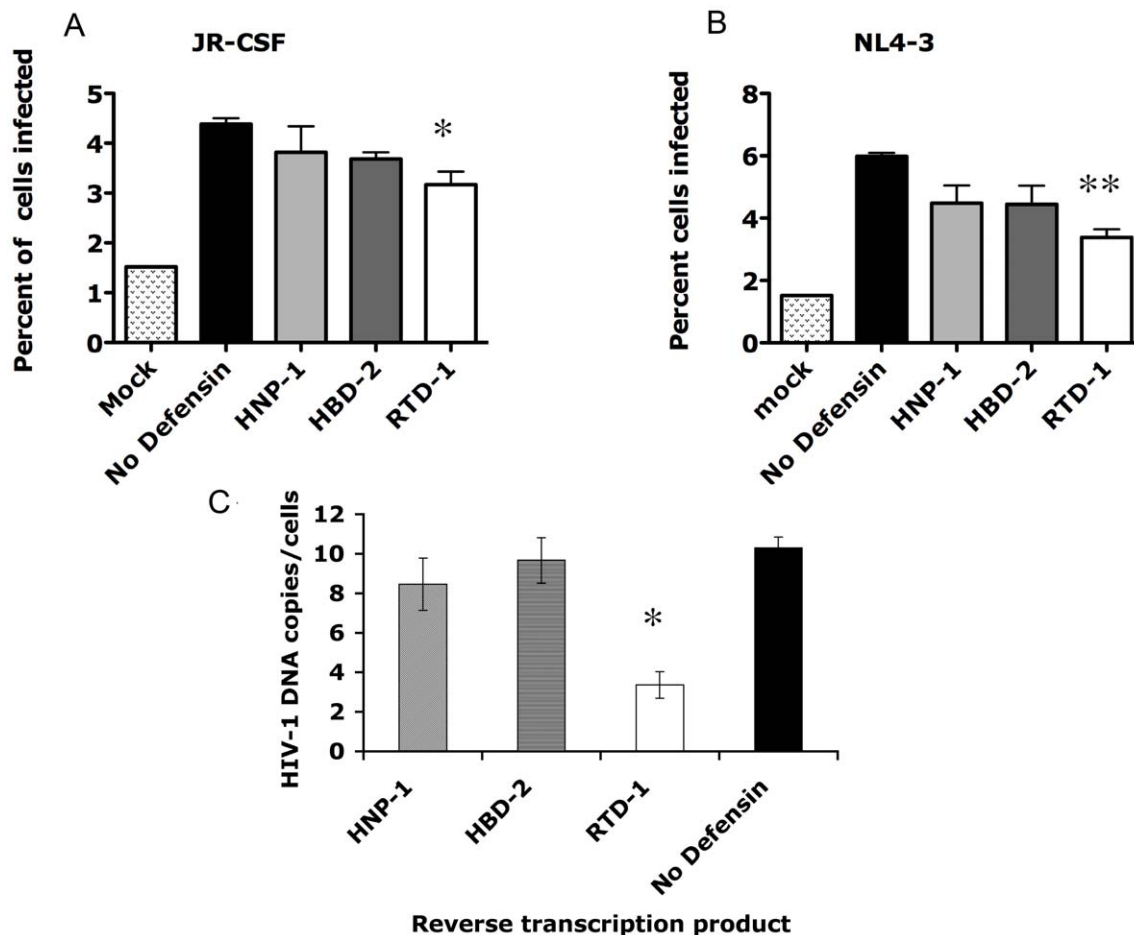 A
JR-CSF
Percent of cells infected
5
4
3
2
1
0
*
Mock
No Defensin
HNP-1
HBD-2
RTD-1
B
NL4-3
Percent cells infected
8
6
4
2
0
**
mock
No Defensin
HNP-1
HBD-2
RTD-1
C
HIV-1 DNA copies/cells
12
10
8
6
4
2
0
*
HNP-1
HBD-2
RTD-1
No Defensin
Reverse transcription product